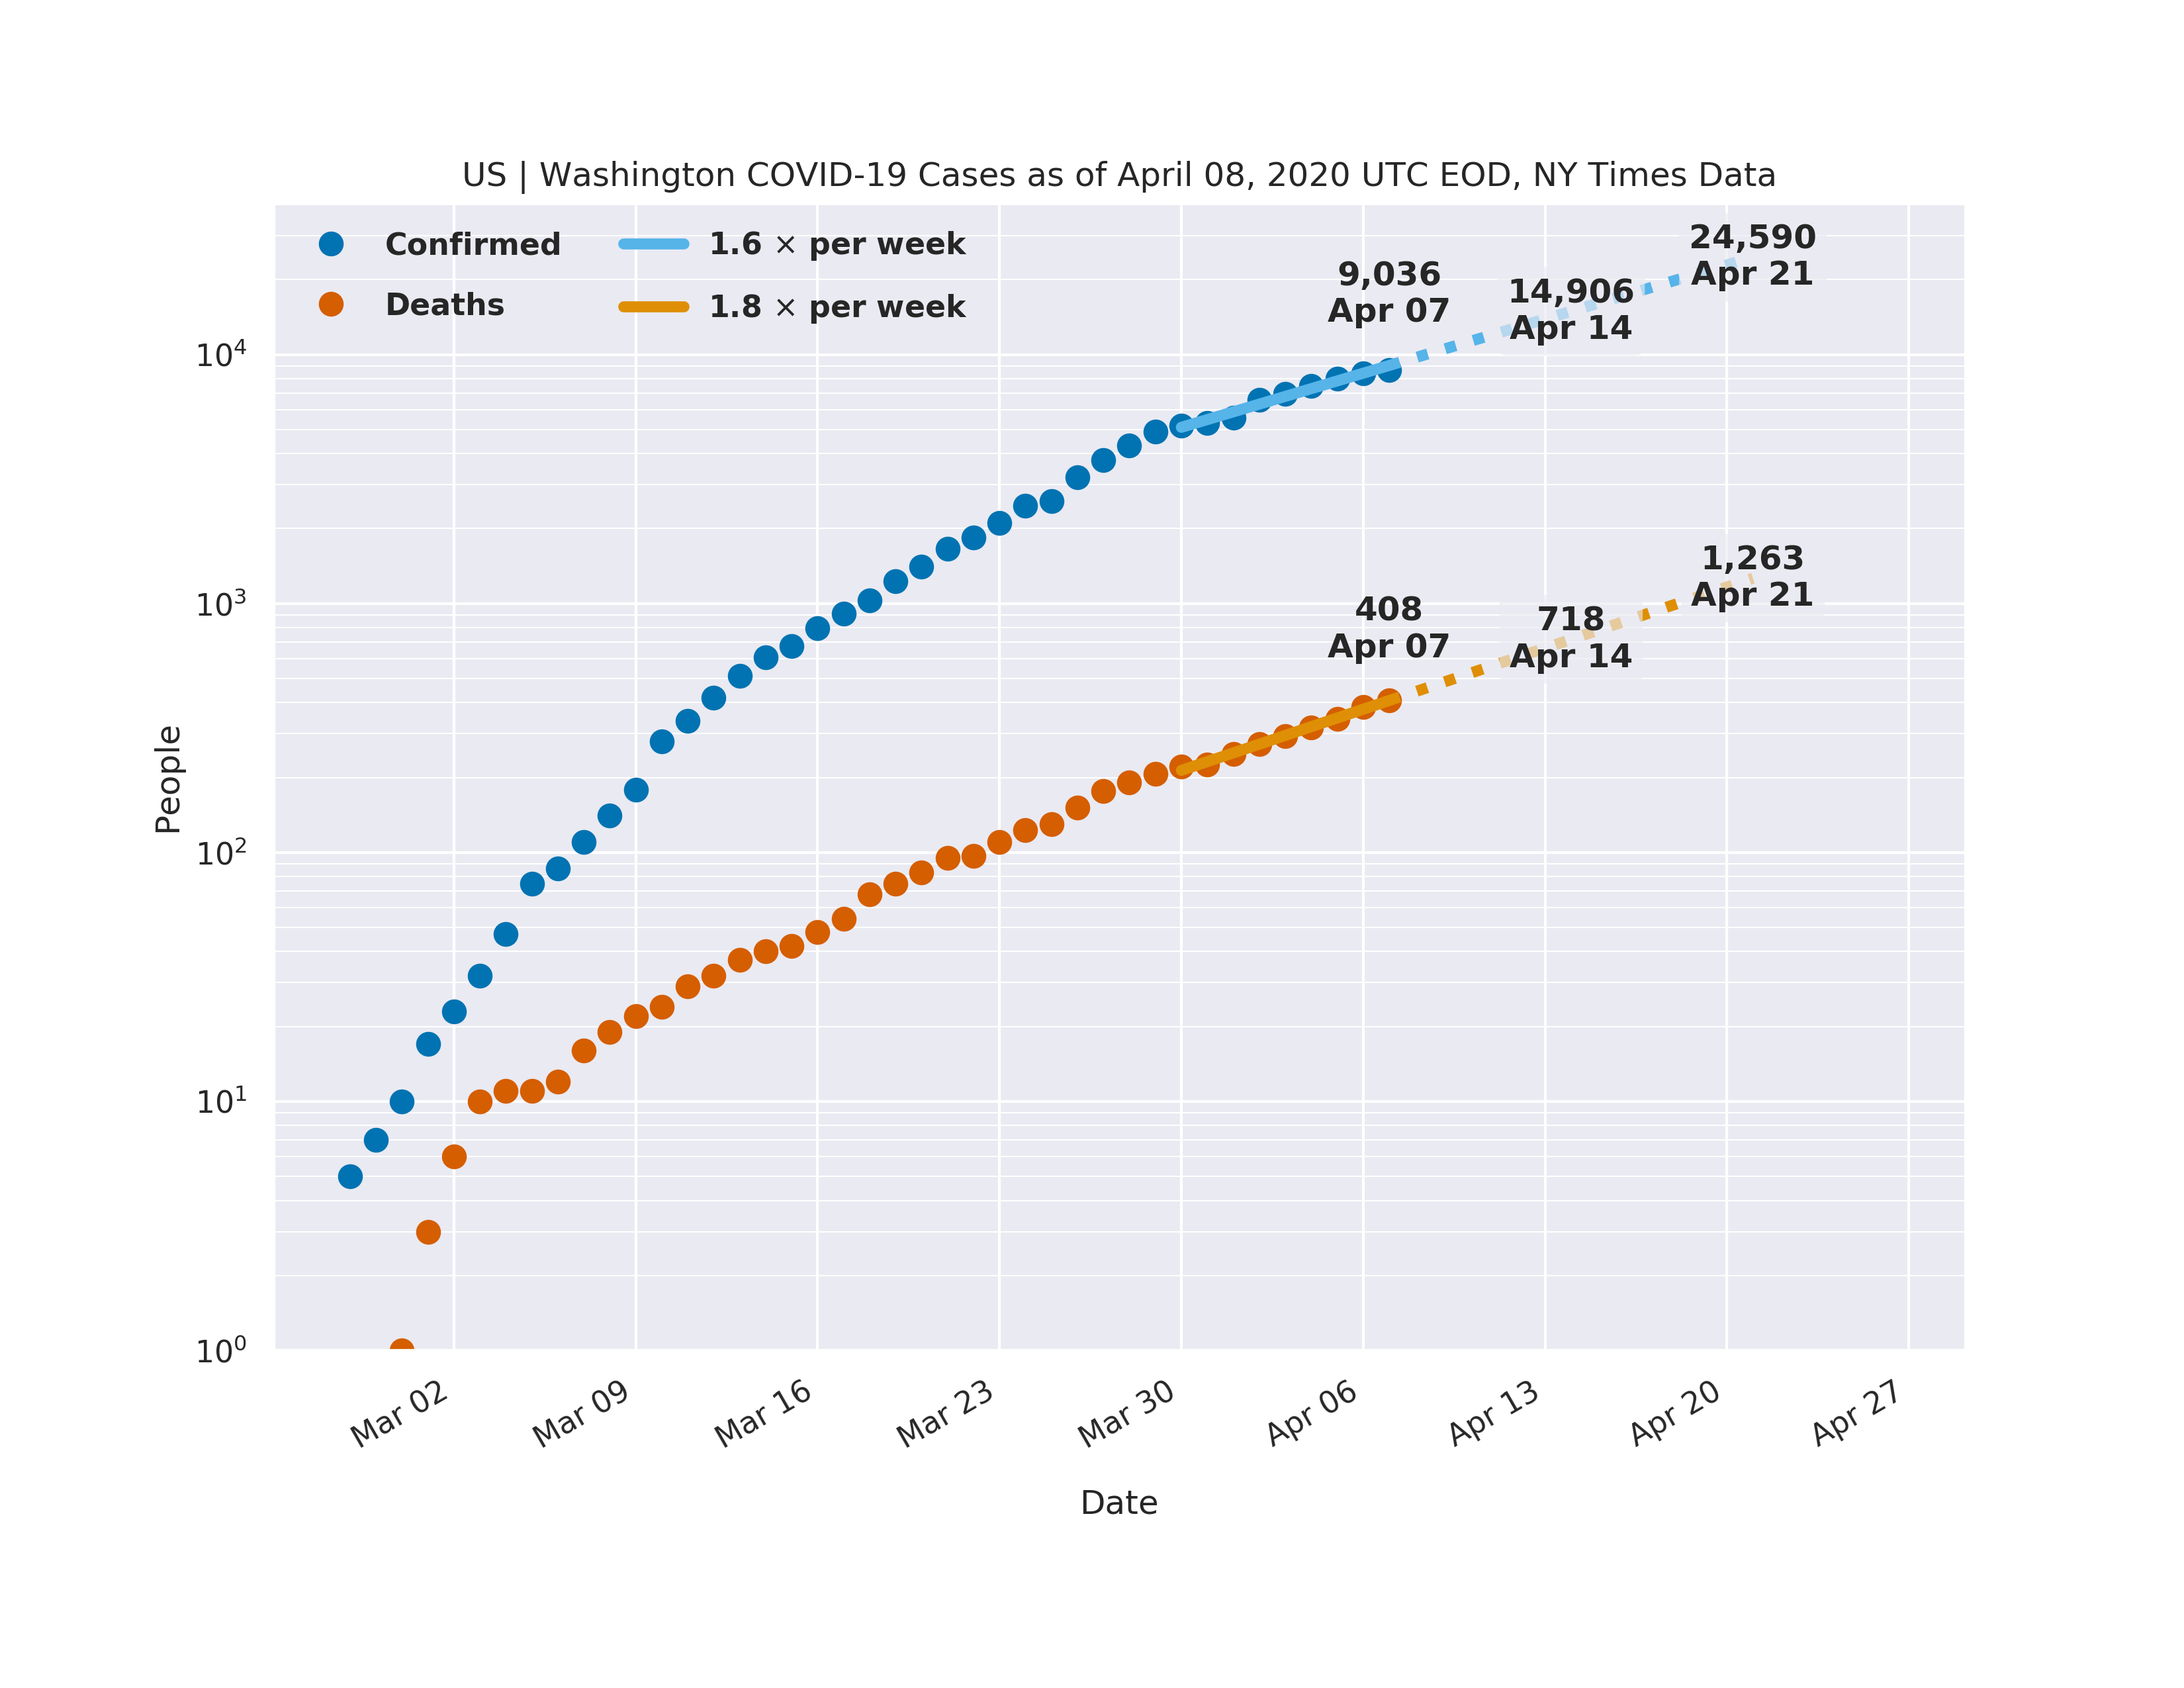 US | Washington COVID-19 Cases as of April 08, 2020 UTC EOD, NY Times Data
Confirmed
Deaths
1.6 × per week
1.8 × per week
9,036
Apr 07
14,906
Apr 14
24,590
Apr 21
408
Apr 07
718
Apr 14
1,263
Apr 21
People
10⁴
10³
10²
10¹
10⁰
Mar 02
Mar 09
Mar 16
Mar 23
Mar 30
Apr 06
Apr 13
Apr 20
Apr 27
Date